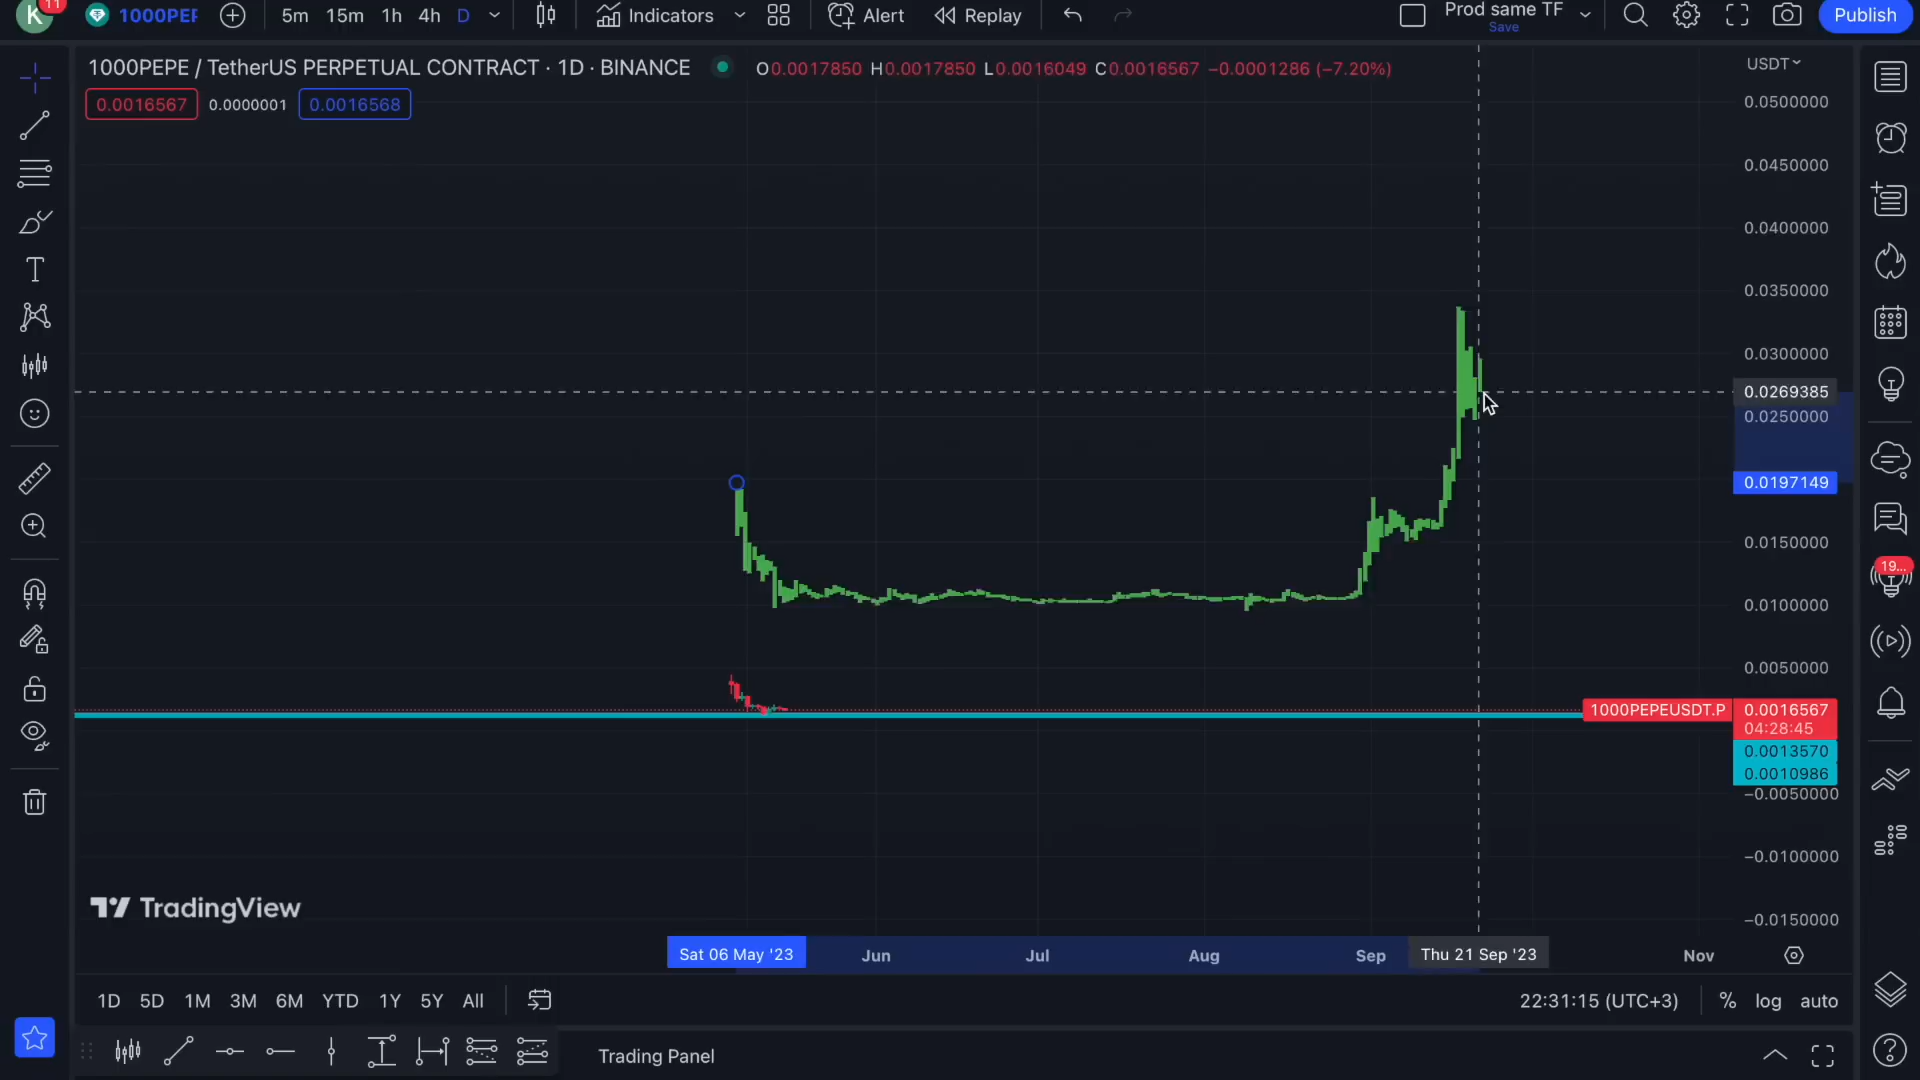 K 11 1000PEP 5m 15m 1h 4h D Indicators Alert Replay Prod same TF Save Publish
1000PEPE / TetherUS PERPETUAL CONTRACT · 1D · BINANCE O0.0017850 H0.0017850 L0.0016049 C0.0016567 −0.0001286 (−7.20%) USDT
0.0016567 0.0000001 0.0016568
0.0500000
0.0450000
0.0400000
0.0350000
0.0300000
0.0269385
0.0250000
0.0197149
0.0150000
19...
0.0100000
0.0050000
1000PEPEUSDT.P 0.0016567
04:28:45
0.0013570
0.0010986
−0.0050000
−0.0100000
TradingView
−0.0150000
Sat 06 May '23 Jun Jul Aug Sep Thu 21 Sep '23 Nov
1D 5D 1M 3M 6M YTD 1Y 5Y All 22:31:15 (UTC+3) % log auto
Trading Panel